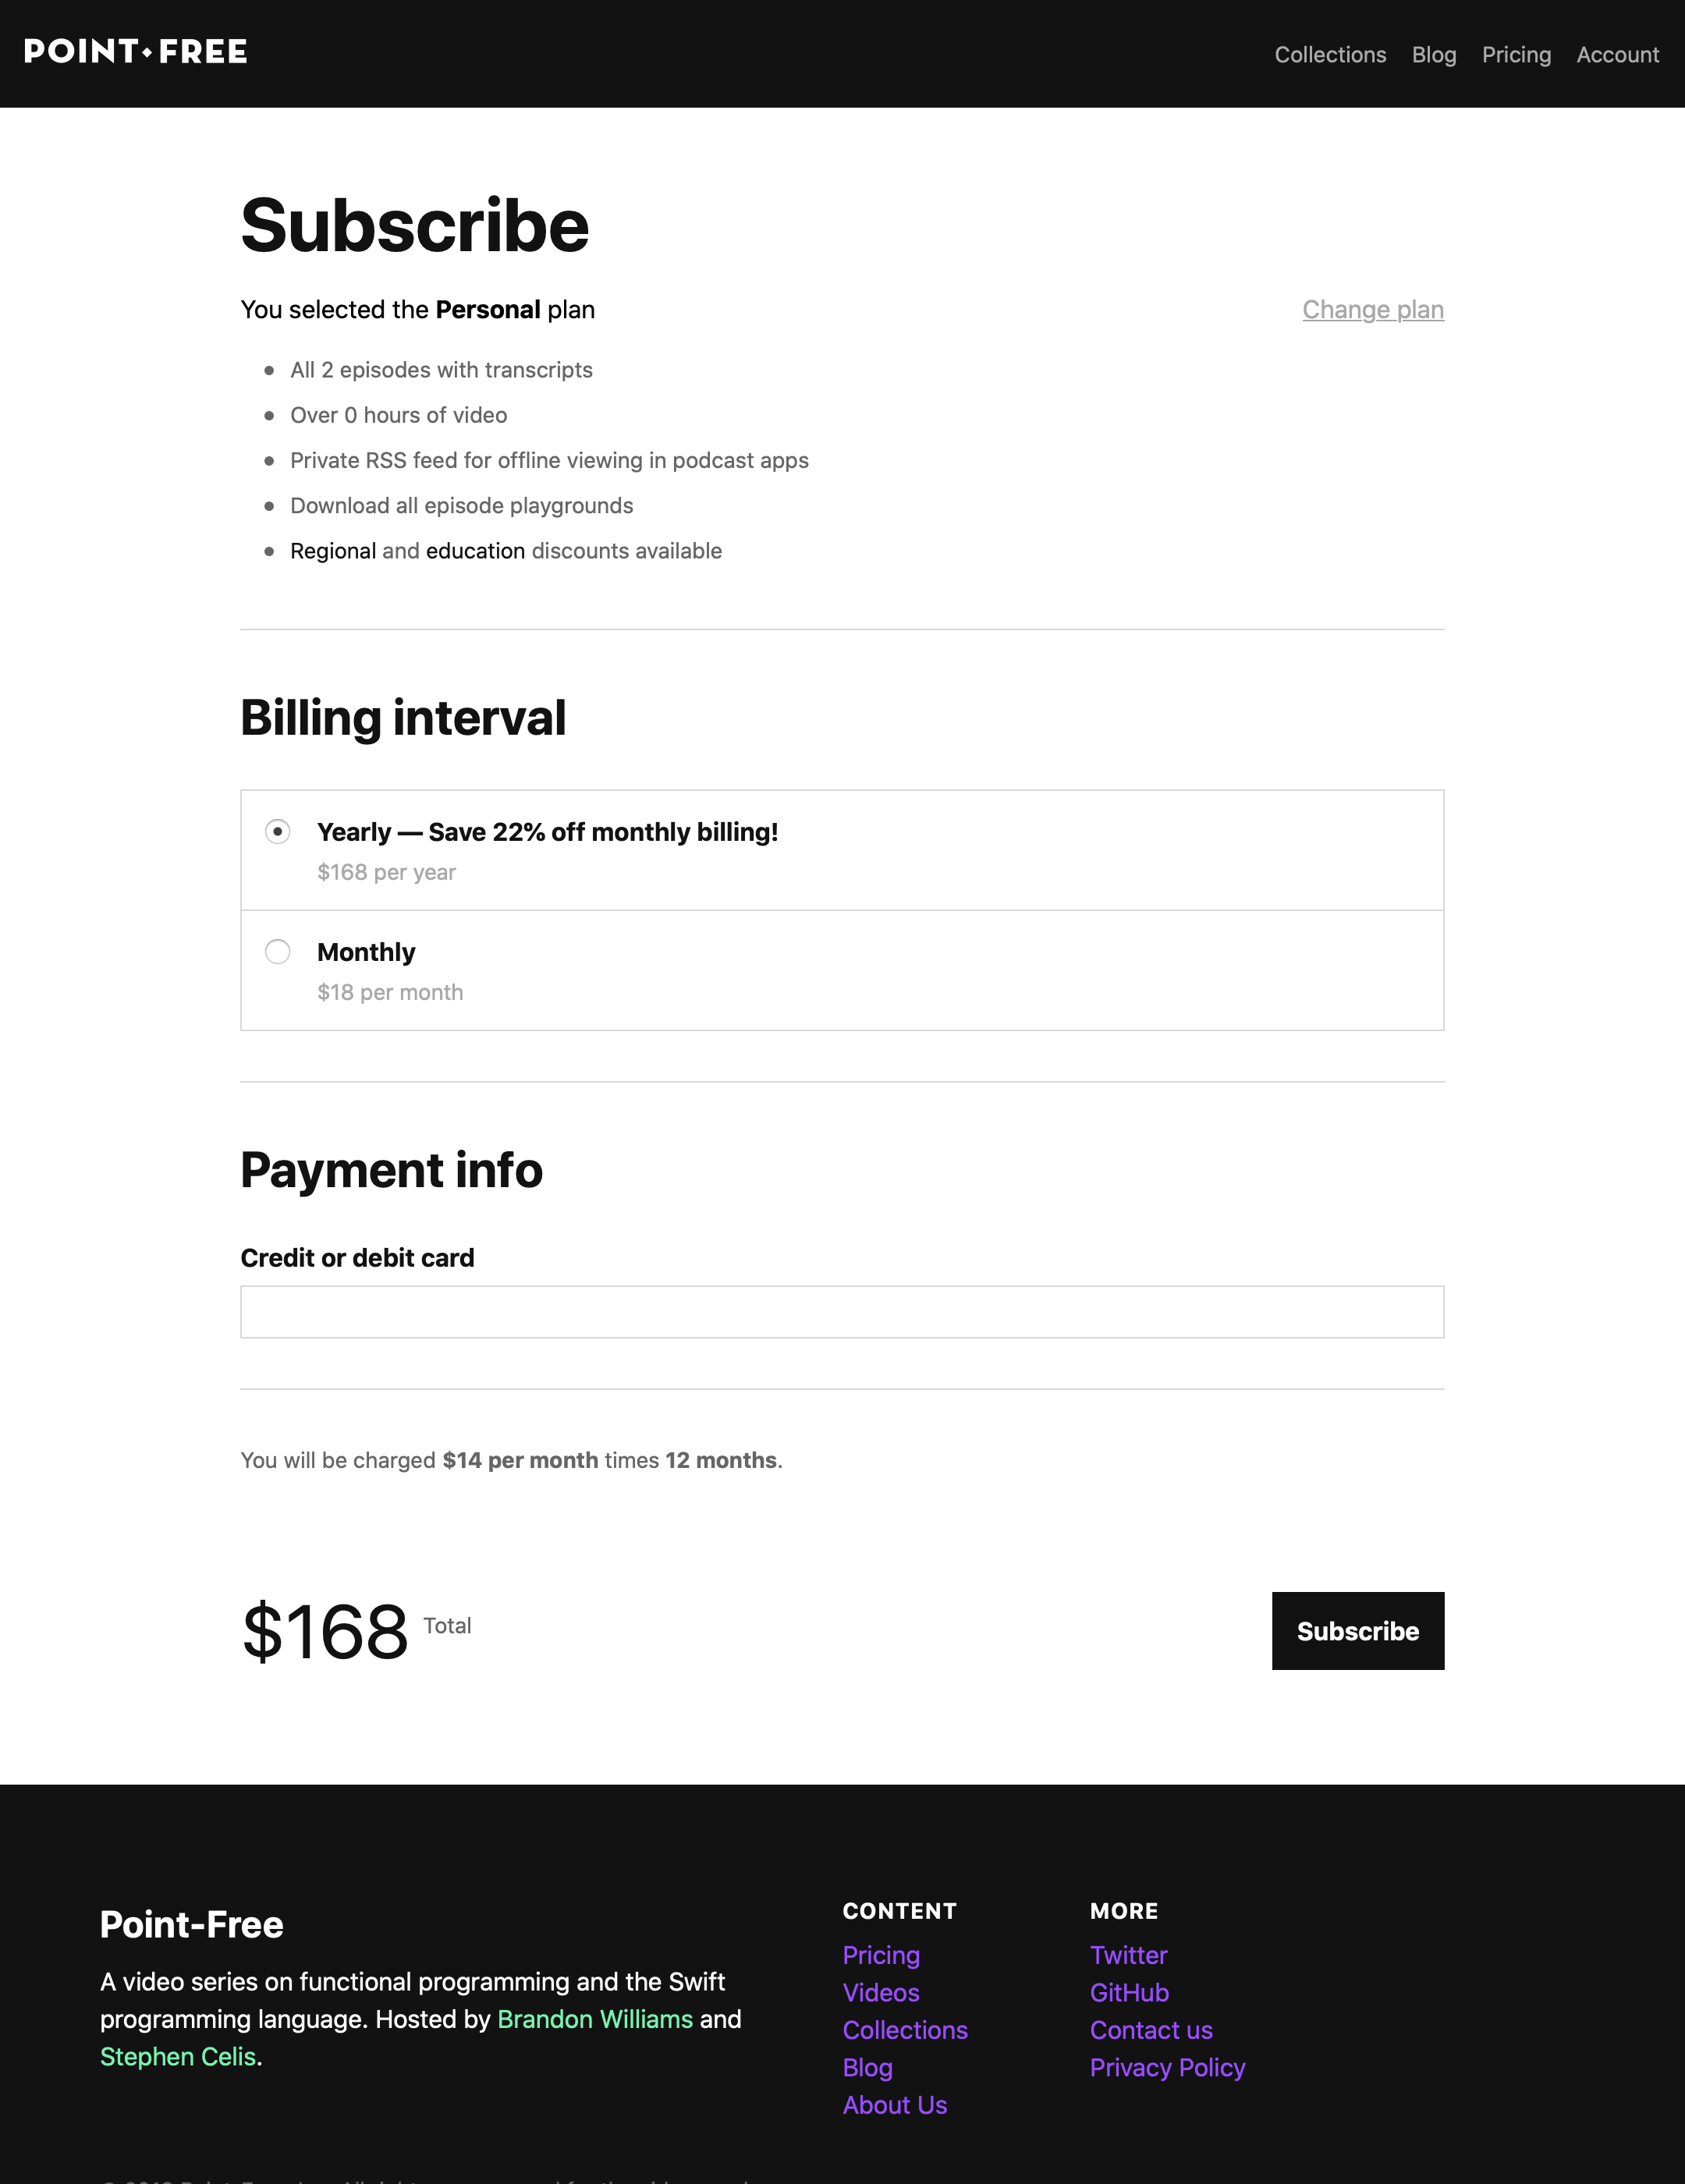 POINT◆FREE
Collections Blog Pricing Account
Subscribe
You selected the Personal plan
Change plan
All 2 episodes with transcripts
Over 0 hours of video
Private RSS feed for offline viewing in podcast apps
Download all episode playgrounds
Regional and education discounts available
Billing interval
Yearly — Save 22% off monthly billing!
$168 per year
Monthly
$18 per month
Payment info
Credit or debit card
You will be charged $14 per month times 12 months.
$168 Total
Subscribe
Point-Free
A video series on functional programming and the Swift
programming language. Hosted by Brandon Williams and
Stephen Celis.
CONTENT
Pricing
Videos
Collections
Blog
About Us
MORE
Twitter
GitHub
Contact us
Privacy Policy